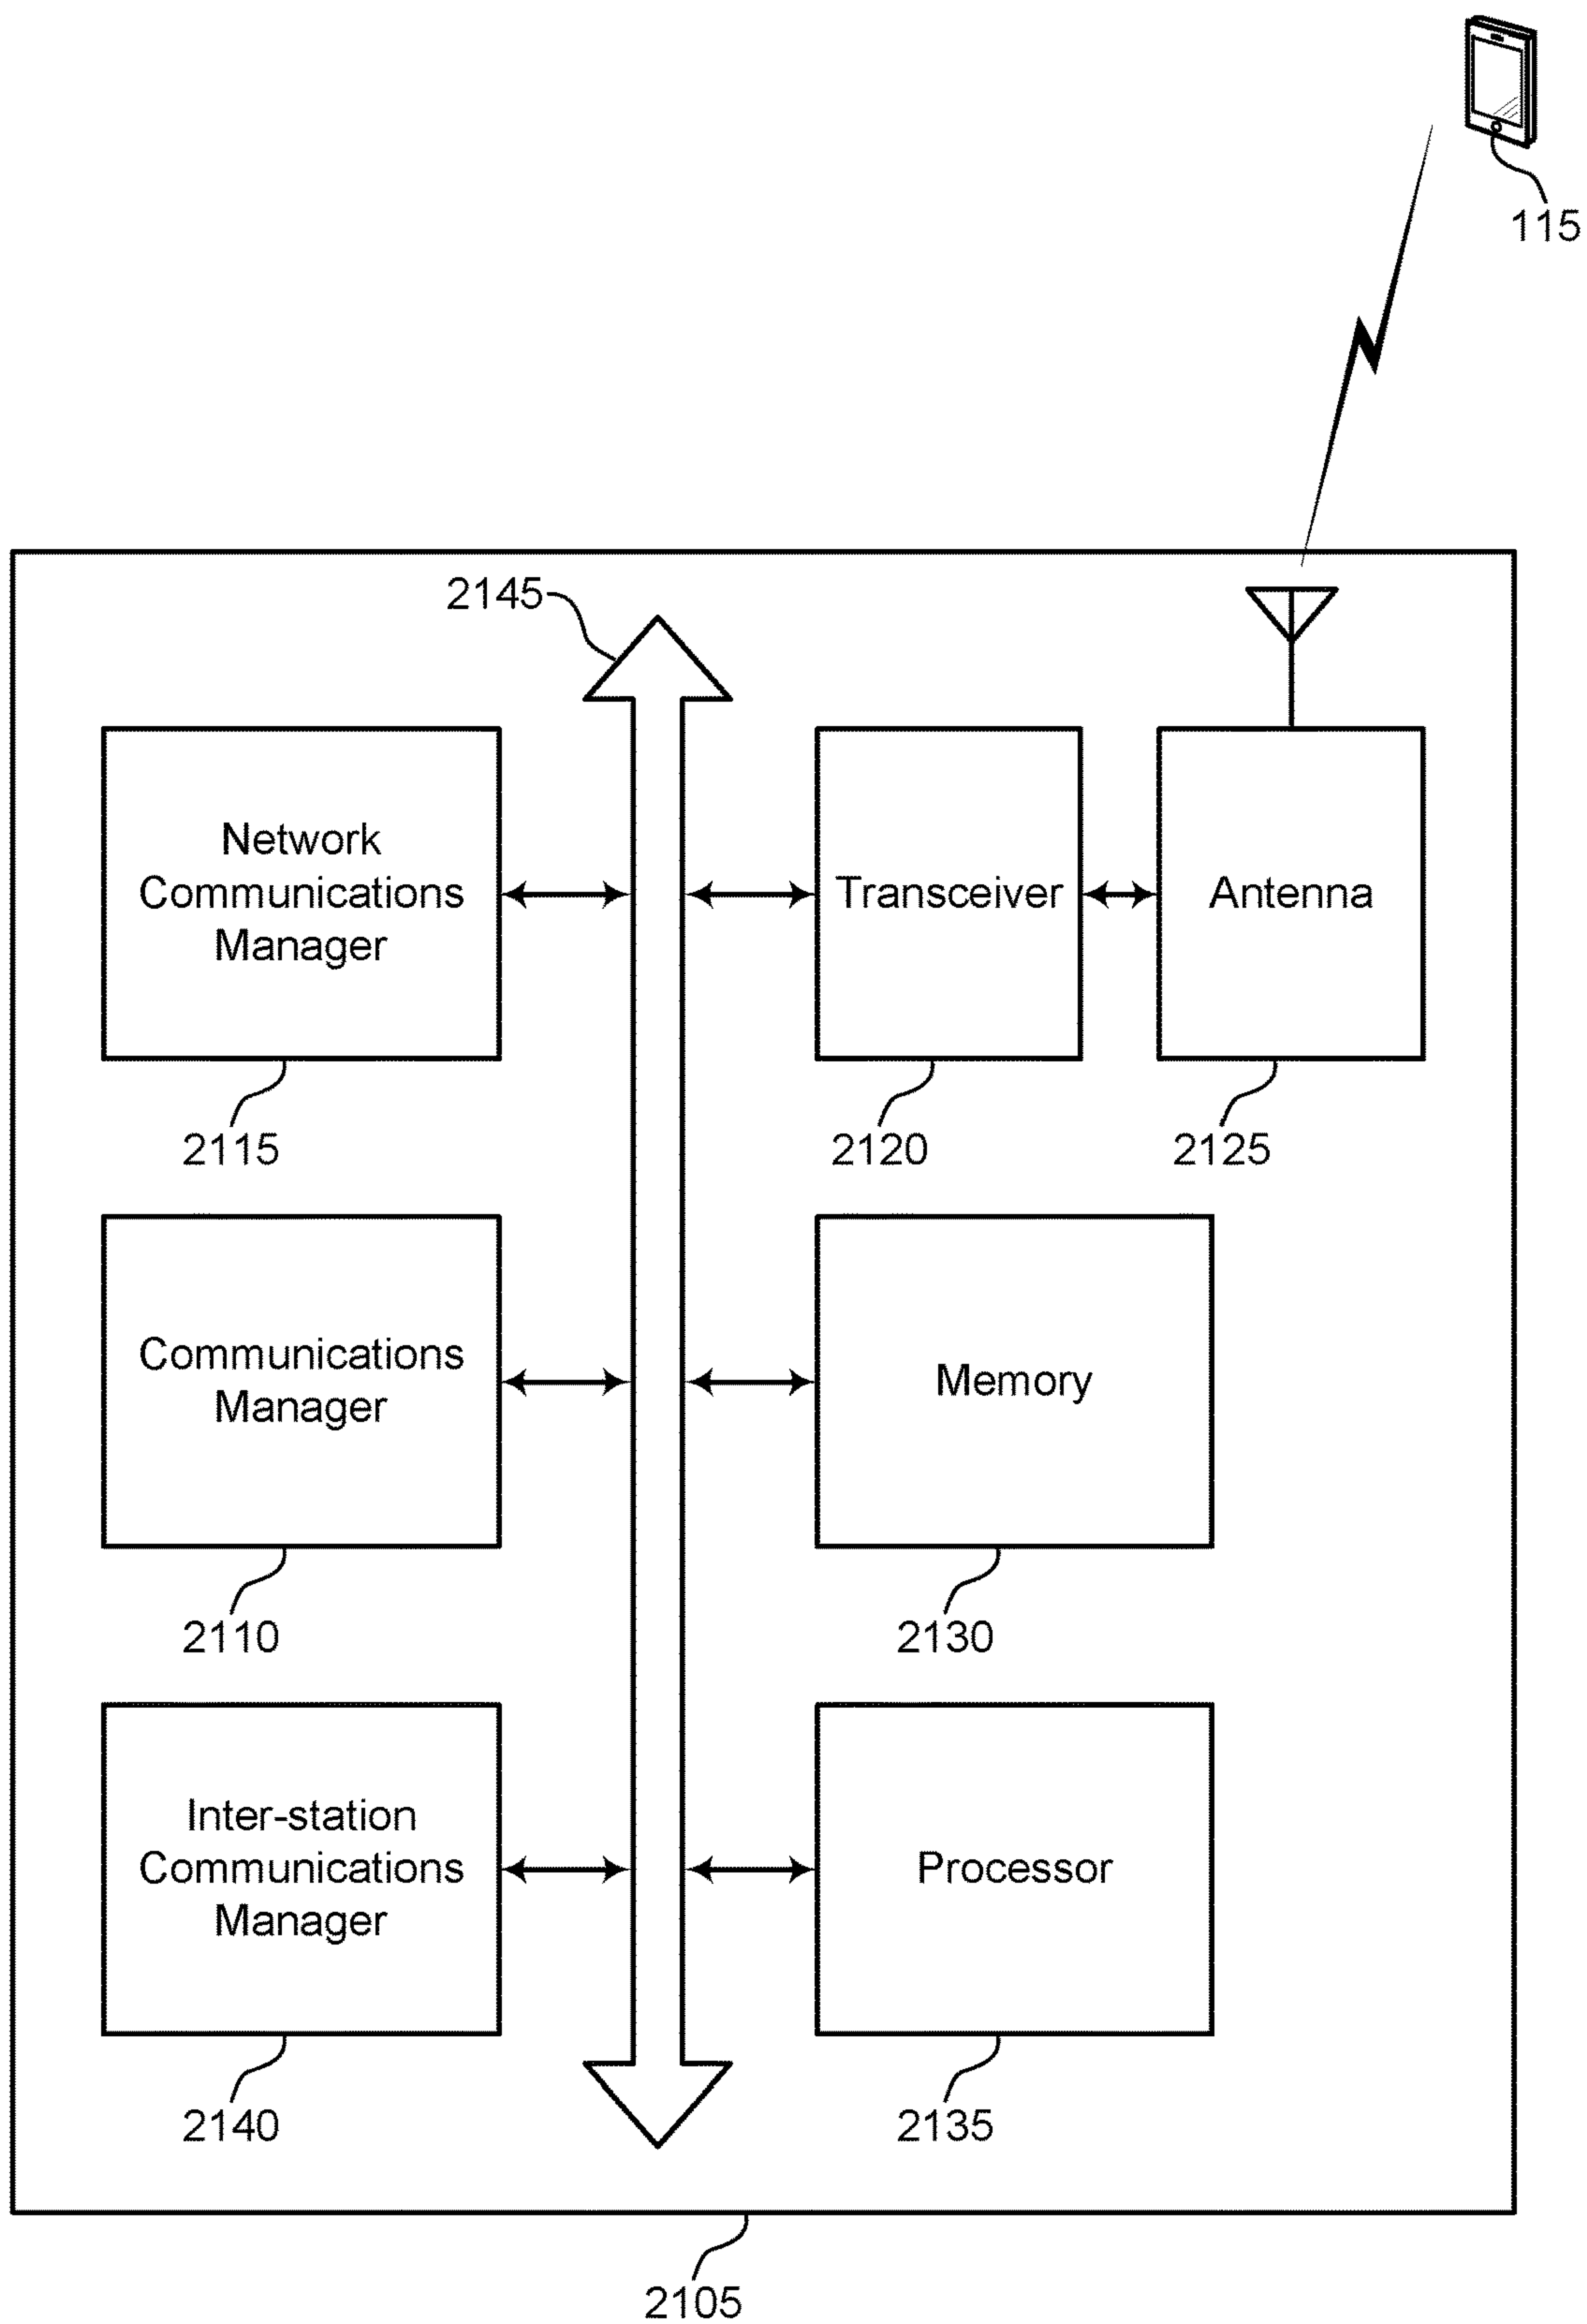 115
2145
Network
Communications
Manager
Transceiver
Antenna
2115
2120
2125
Communications
Manager
Memory
2110
2130
Inter-station
Communications
Manager
Processor
2140
2135
2105